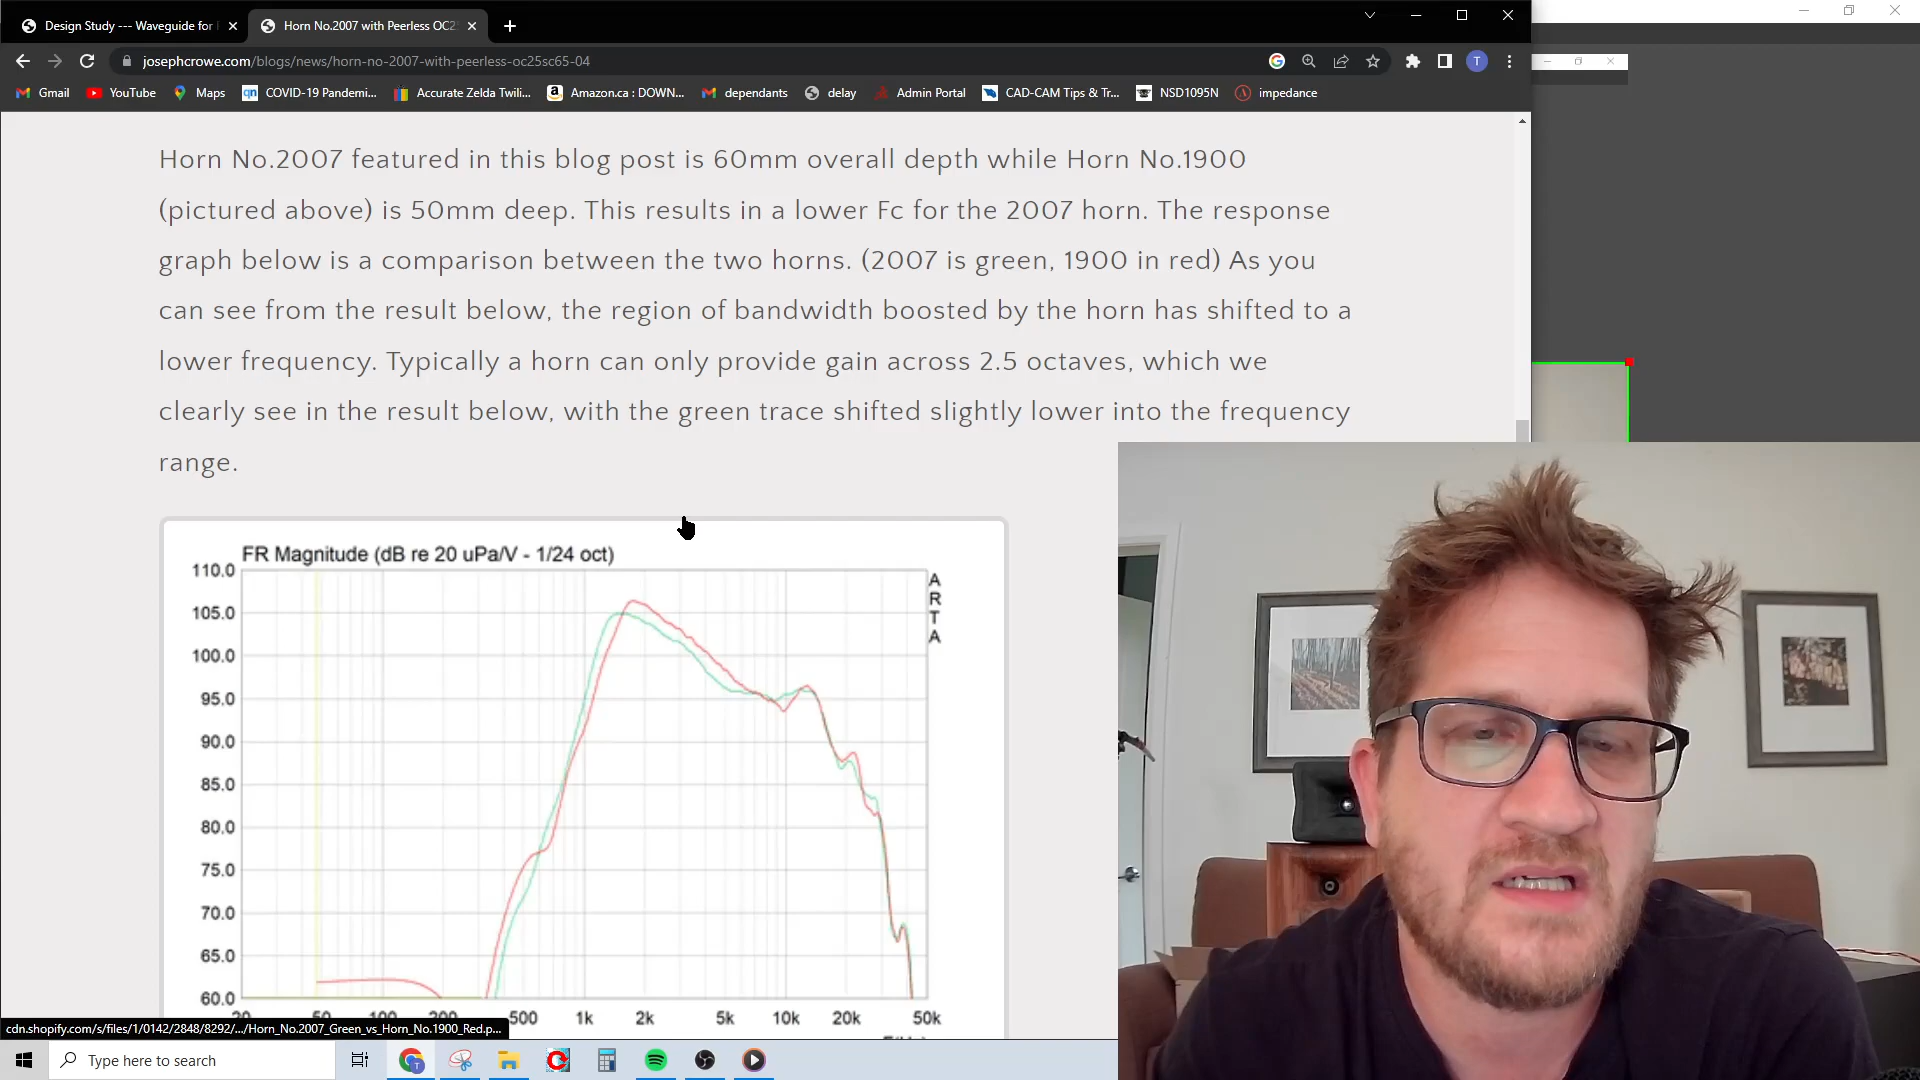 Design Study --- Waveguide for
Horn No.2007 with Peerless OC2
josephcrowe.com/blogs/news/horn-no-2007-with-peerless-oc25sc65-04
T
Gmail
YouTube
Maps
qn COVID-19 Pandemi...
Accurate Zelda Twili...
Amazon.ca : DOWN...
dependants
delay
Admin Portal
CAD-CAM Tips & Tr...
NSD1095N
impedance
Horn No.2007 featured in this blog post is 60mm overall depth while Horn No.1900
(pictured above) is 50mm deep. This results in a lower Fc for the 2007 horn. The response
graph below is a comparison between the two horns. (2007 is green, 1900 in red) As you
can see from the result below, the region of bandwidth boosted by the horn has shifted to a
lower frequency. Typically a horn can only provide gain across 2.5 octaves, which we
clearly see in the result below, with the green trace shifted slightly lower into the frequency
range.
FR Magnitude (dB re 20 uPa/V - 1/24 oct)
110.0
105.0
100.0
95.0
90.0
85.0
80.0
75.0
70.0
65.0
60.0
A
R
T
A
500 1k 2k 5k 10k 20k 50k
cdn.shopify.com/s/files/1/0142/2848/8292/.../Horn_No.2007_Green_vs_Horn_No.1900_Red.p...
Type here to search